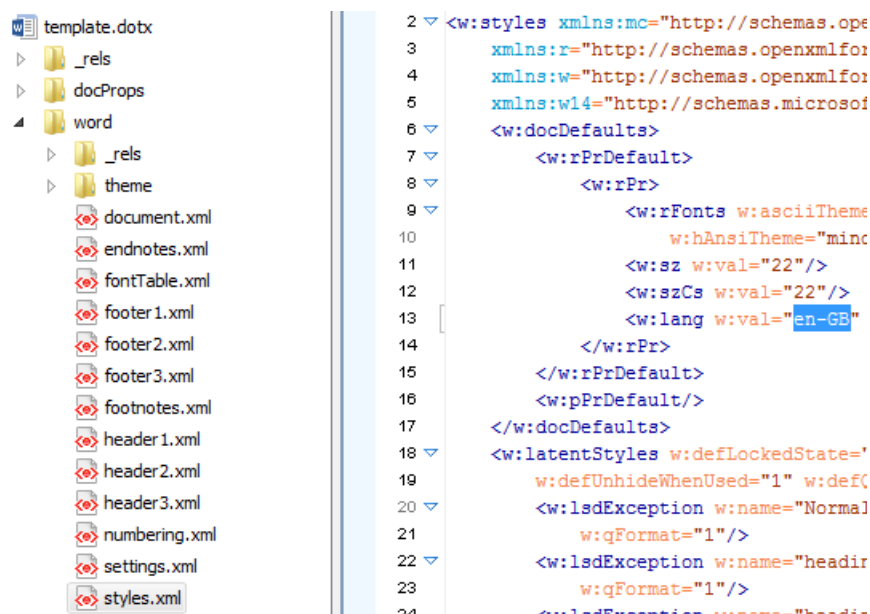 template.dotx
_rels
docProps
word
_rels
theme
document.xml
endnotes.xml
fontTable.xml
footer1.xml
footer2.xml
footer3.xml
footnotes.xml
header1.xml
header2.xml
header3.xml
numbering.xml
settings.xml
styles.xml
2 <w:styles xmlns:mc="http://schemas.ope
3 xmlns:r="http://schemas.openxmlfor
4 xmlns:w="http://schemas.openxmlfor
5 xmlns:w14="http://schemas.microsof
6 <w:docDefaults>
7 <w:rPrDefault>
8 <w:rPr>
9 <w:rFonts w:asciiTheme
10 w:hAnsiTheme="mino
11 <w:sz w:val="22"/>
12 <w:szCs w:val="22"/>
13 <w:lang w:val="en-GB"
14 </w:rPr>
15 </w:rPrDefault>
16 <w:pPrDefault/>
17 </w:docDefaults>
18 <w:latentStyles w:defLockedState="
19 w:defUnhideWhenUsed="1" w:defQ
20 <w:lsdException w:name="Normal
21 w:qFormat="1"/>
22 <w:lsdException w:name="headin
23 w:qFormat="1"/>